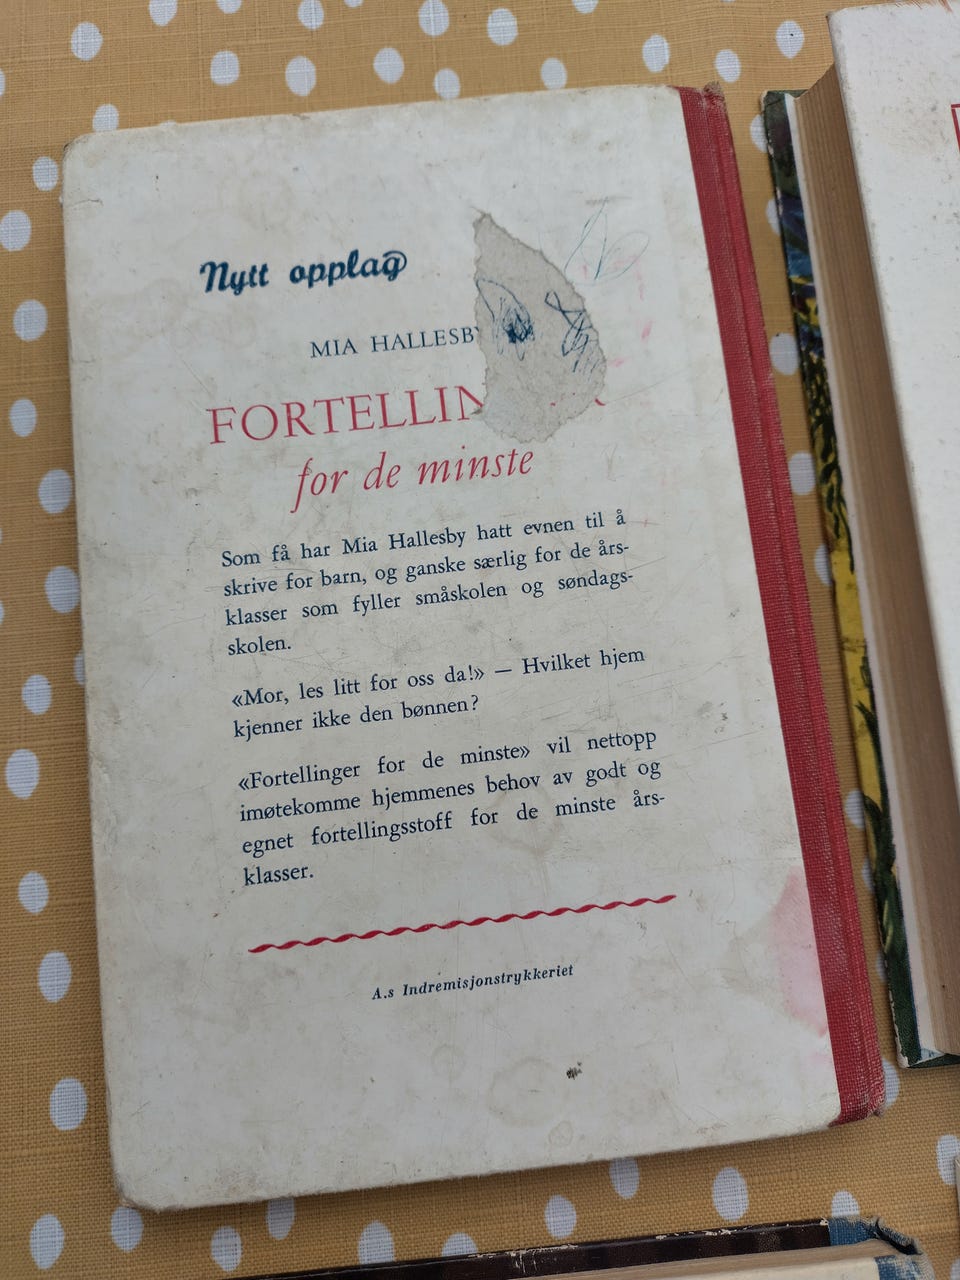 Nytt opplag
MIA HALLESBY
FORTELLIN
for de minste
Som få har Mia Hallesby hatt evnen til å
skrive for barn, og ganske særlig for de års-
klasser som fyller småskolen og søndags-
skolen.
«Mor, les litt for oss da!» — Hvilket hjem
kjenner ikke den bønnen?
«Fortellinger for de minste» vil nettopp
imøtekomme hjemmenes behov av godt og
egnet fortellingsstoff for de minste års-
klasser.
A.s Indremisjonstrykkeriet